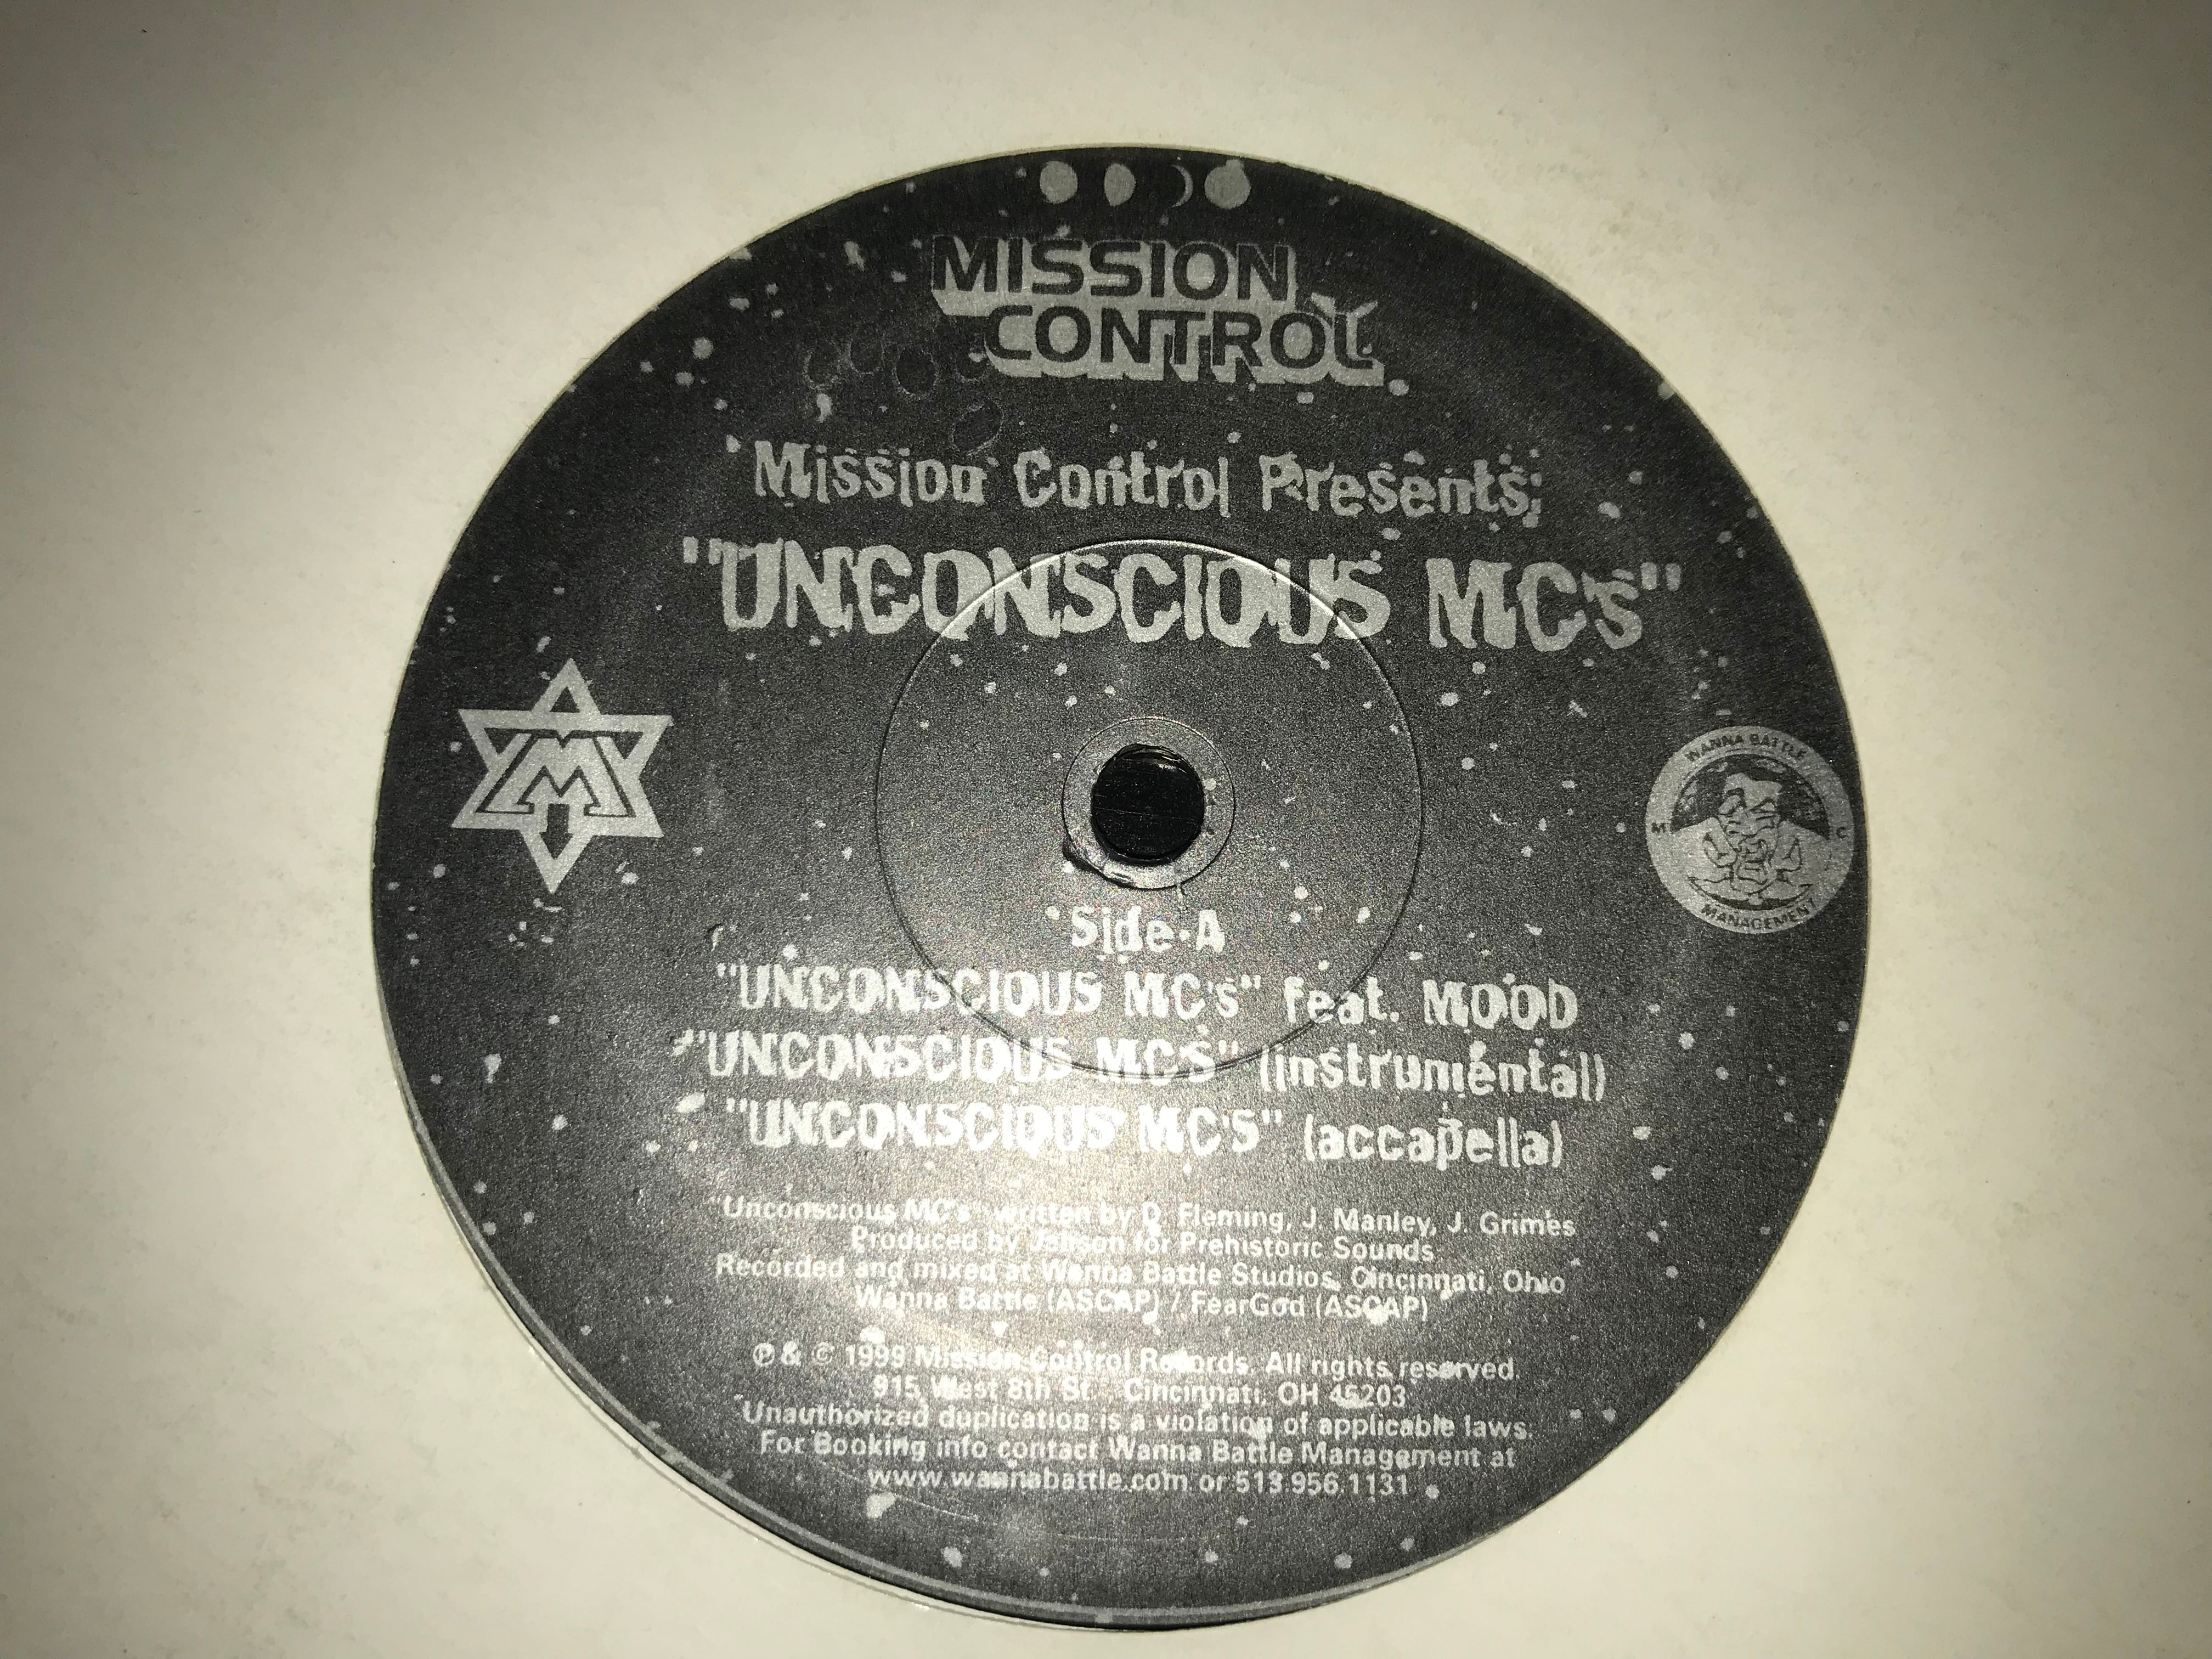 MISSION
CONTROL
Mission Control Presents;
"UNCONSCIOUS MC's"
M
WANNA BATTLE
M C
MANAGEMENT
Side-A
"UNCONSCIOUS MC's" feat. MOOD
"UNCONSCIOUS MC'S" (instrumental)
"UNCONSCIOUS MC'S" (accapella)
"Unconscious MC's" written by D. Fleming, J. Manley, J. Grimes
Produced by Jahson for Prehistoric Sounds
Recorded and mixed at Wanna Battle Studios, Cincinnati, Ohio
Wanna Battle (ASCAP) / FearGod (ASCAP)
℗ & © 1999 Mission Control Records. All rights reserved.
915 West 8th St. Cincinnati, OH 45203
Unauthorized duplication is a violation of applicable laws.
For Booking info contact Wanna Battle Management at
www.wannabattle.com or 513.956.1131